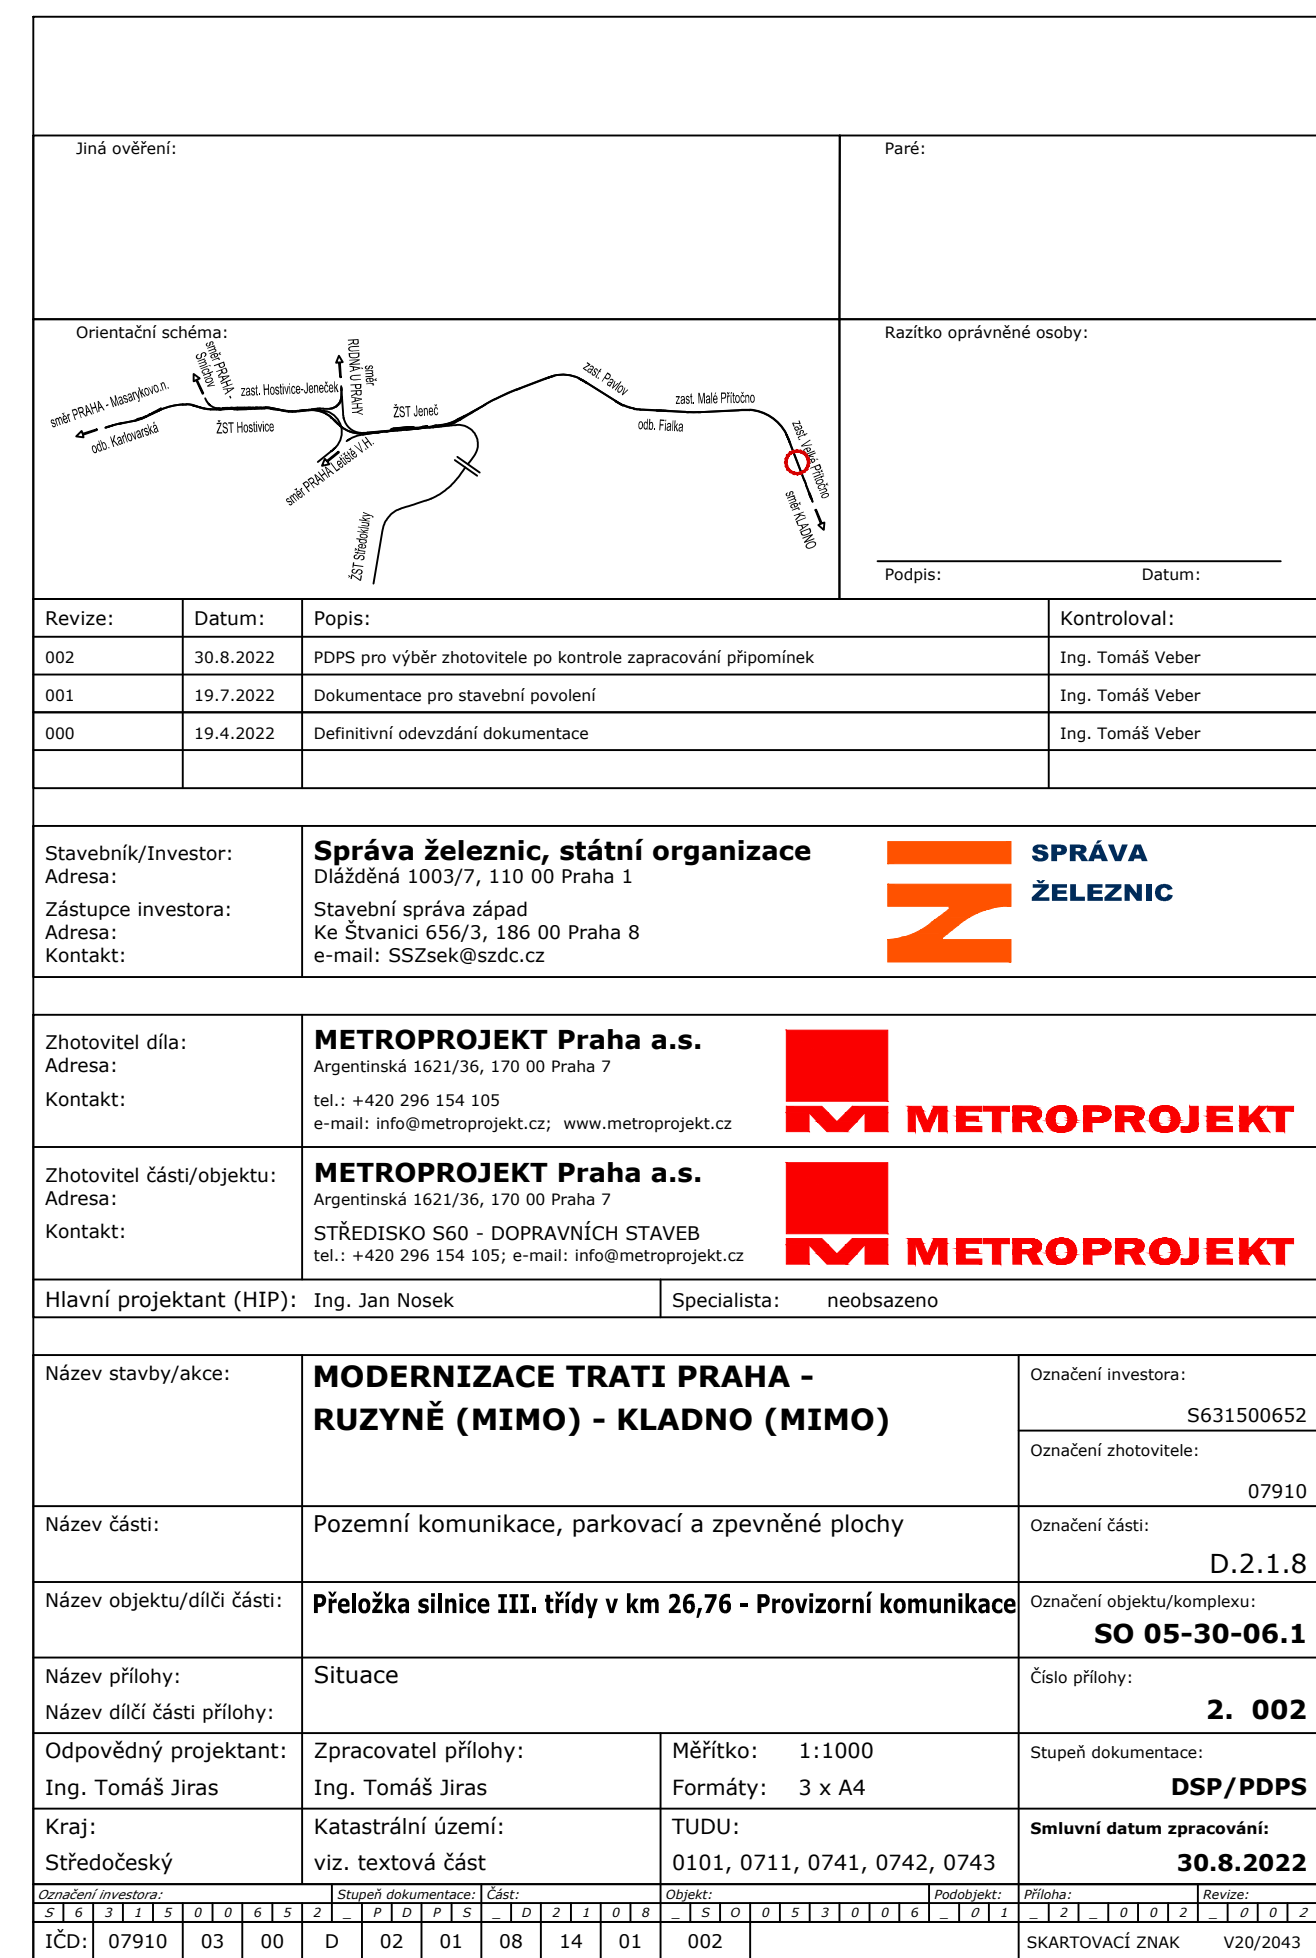 Jiná ověření:
Paré:
Orientační schéma:
Razítko oprávněné osoby:
směr PRAHA - Masarykovo.n.
odb. Karlovarská
směr PRAHA -
Smíchov
zast. Hostivice-Jeneček
ŽST Hostivice
směr
RUDNÁ U PRAHY
směr PRAHA Letiště V.H.
ŽST Jeneč
ŽST Středokluky
zast. Pavlov
odb. Fialka
zast. Malé Přítočno
zast. Velké Přítočno
směr KLADNO
Podpis: Datum:
Revize: Datum: Popis: Kontroloval:
002 30.8.2022 PDPS pro výběr zhotovitele po kontrole zapracování připomínek Ing. Tomáš Veber
001 19.7.2022 Dokumentace pro stavební povolení Ing. Tomáš Veber
000 19.4.2022 Definitivní odevzdání dokumentace Ing. Tomáš Veber
Stavebník/Investor: Správa železnic, státní organizace
Adresa: Dlážděná 1003/7, 110 00 Praha 1
Zástupce investora: Stavební správa západ
Adresa: Ke Štvanici 656/3, 186 00 Praha 8
Kontakt: e-mail: SSZsek@szdc.cz
SPRÁVA
ŽELEZNIC
Zhotovitel díla: METROPROJEKT Praha a.s.
Adresa: Argentinská 1621/36, 170 00 Praha 7
Kontakt: tel.: +420 296 154 105
e-mail: info@metroprojekt.cz; www.metroprojekt.cz
METROPROJEKT
Zhotovitel části/objektu: METROPROJEKT Praha a.s.
Adresa: Argentinská 1621/36, 170 00 Praha 7
Kontakt: STŘEDISKO S60 - DOPRAVNÍCH STAVEB
tel.: +420 296 154 105; e-mail: info@metroprojekt.cz
METROPROJEKT
Hlavní projektant (HIP): Ing. Jan Nosek Specialista: neobsazeno
Název stavby/akce: MODERNIZACE TRATI PRAHA -
RUZYNĚ (MIMO) - KLADNO (MIMO)
Označení investora:
S631500652
Označení zhotovitele:
07910
Název části: Pozemní komunikace, parkovací a zpevněné plochy
Označení části:
D.2.1.8
Název objektu/dílči části: Přeložka silnice III. třídy v km 26,76 - Provizorní komunikace
Označení objektu/komplexu:
SO 05-30-06.1
Název přílohy: Situace
Název dílčí části přílohy:
Číslo přílohy:
2. 002
Odpovědný projektant: Zpracovatel přílohy: Měřítko: 1:1000 Stupeň dokumentace:
Ing. Tomáš Jiras Ing. Tomáš Jiras Formáty: 3 x A4 DSP/PDPS
Kraj: Katastrální území: TUDU: Smluvní datum zpracování:
Středočeský viz. textová část 0101, 0711, 0741, 0742, 0743 30.8.2022
Označení investora: Stupeň dokumentace: Část: Objekt: Podobjekt: Příloha: Revize:
S 6 3 1 5 0 0 6 5 2 _ P D P S _ D 2 1 0 8 _ S O 0 5 3 0 0 6 _ 0 1 _ 2 _ 0 0 2 _ 0 0 2
IČD: 07910 03 00 D 02 01 08 14 01 002 SKARTOVACÍ ZNAK V20/2043